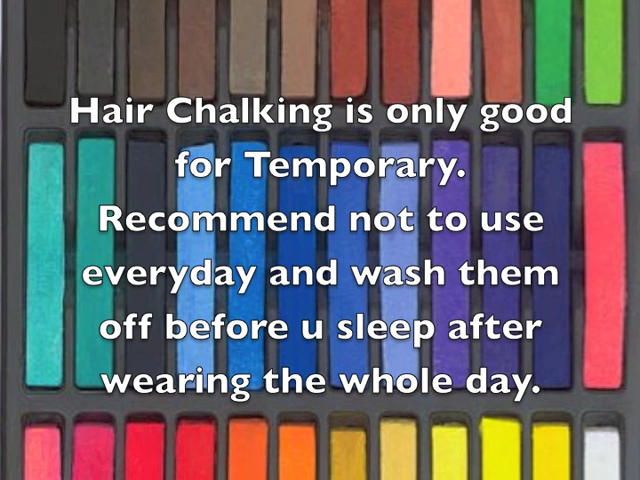 Hair Chalking is only good
for Temporary.
Recommend not to use
everyday and wash them
off before u sleep after
wearing the whole day.